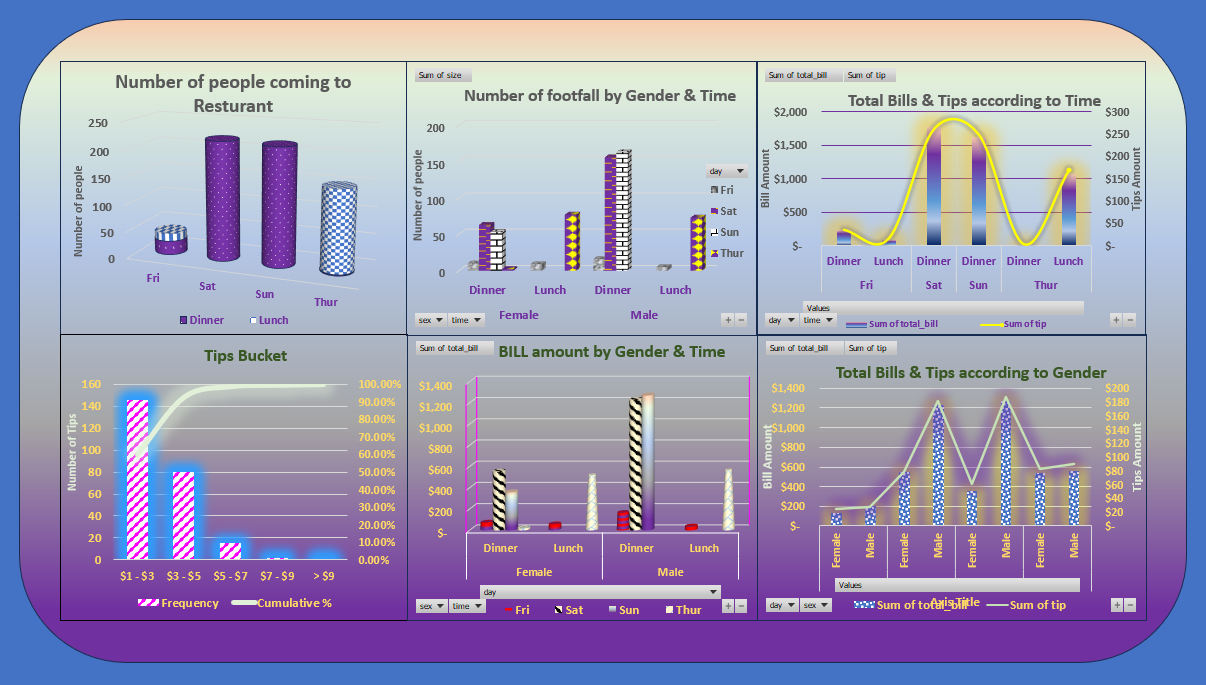 Number of people coming to
Resturant
250
200
150
100
50
0
Number of people
Fri
Sat
Sun
Thur
Dinner Lunch
Sum of size
Number of footfall by Gender & Time
200
150
100
50
0
Number of people
day
Fri
Sat
Sun
Thur
Dinner Lunch Dinner Lunch
Female Male
sex time + −
Sum of total_bill Sum of tip
Total Bills & Tips according to Time
$2,000
$1,500
$1,000
$500
$-
Bill Amount
$300
$250
$200
$150
$100
$50
$-
Tips Amount
Dinner Lunch Dinner Dinner Dinner Lunch
Fri Sat Sun Thur
Values
day time Sum of total_bill Sum of tip + −
Tips Bucket
160
140
120
100
80
60
40
20
0
Number of Tips
100.00%
90.00%
80.00%
70.00%
60.00%
50.00%
40.00%
30.00%
20.00%
10.00%
0.00%
$1 - $3 $3 - $5 $5 - $7 $7 - $9 > $9
Frequency Cumulative %
Sum of total_bill
BILL amount by Gender & Time
$1,400
$1,200
$1,000
$800
$600
$400
$200
$-
Dinner Lunch Dinner Lunch
Female Male
day
sex time Fri Sat Sun Thur + −
Sum of total_bill Sum of tip
Total Bills & Tips according to Gender
$1,400
$1,200
$1,000
$800
$600
$400
$200
$-
Bill Amount
$200
$180
$160
$140
$120
$100
$80
$60
$40
$20
$-
Tips Amount
Female Male Female Male Female Male Female Male
Values
day sex Sum of total_bill Sum of tip + −
Axis Title